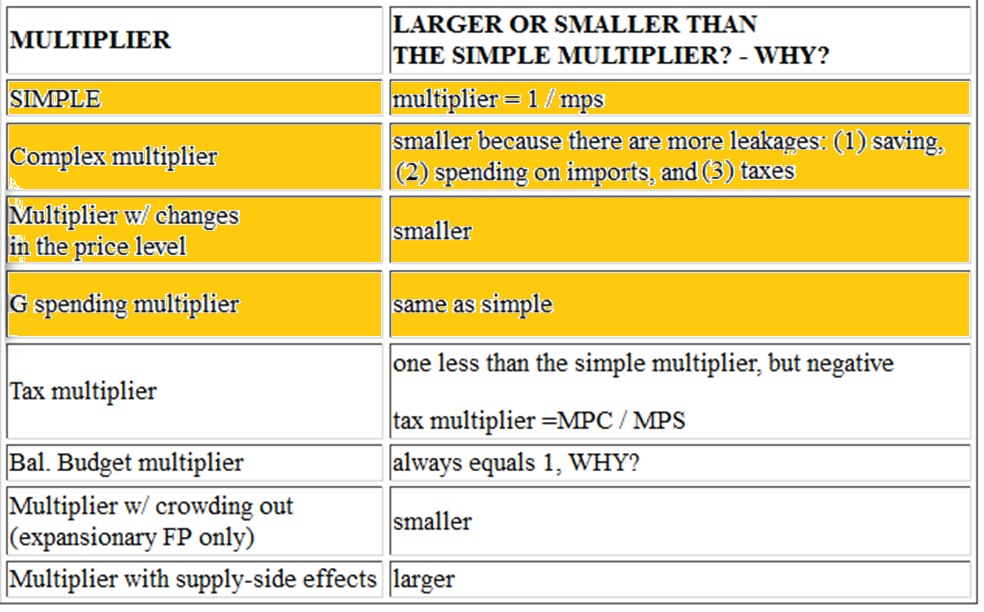 MULTIPLIER
LARGER OR SMALLER THAN
THE SIMPLE MULTIPLIER? - WHY?
SIMPLE
multiplier = 1 / mps
Complex multiplier
smaller because there are more leakages: (1) saving,
(2) spending on imports, and (3) taxes
Multiplier w/ changes
in the price level
smaller
G spending multiplier
same as simple
Tax multiplier
one less than the simple multiplier, but negative
tax multiplier =MPC / MPS
Bal. Budget multiplier
always equals 1, WHY?
Multiplier w/ crowding out
(expansionary FP only)
smaller
Multiplier with supply-side effects
larger